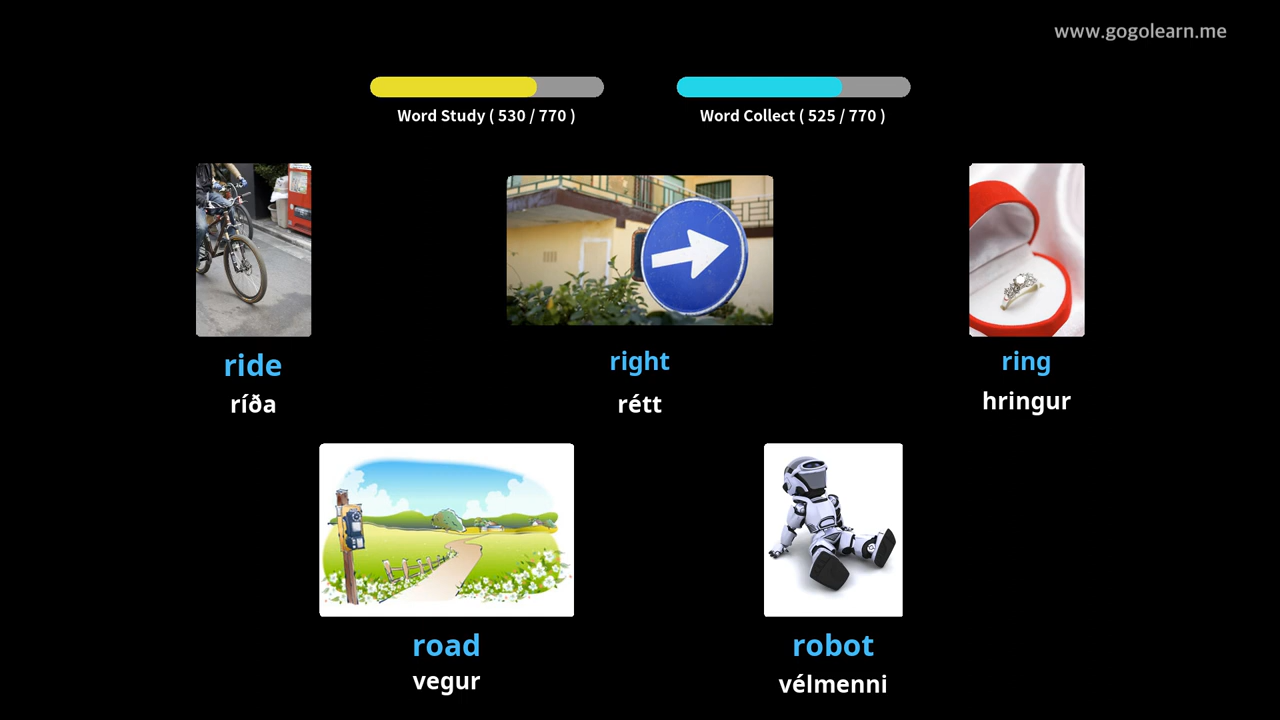 www.gogolearn.me
Word Study ( 530 / 770 )
Word Collect ( 525 / 770 )
ride
right
ring
ríða
rétt
hringur
road
robot
vegur
vélmenni